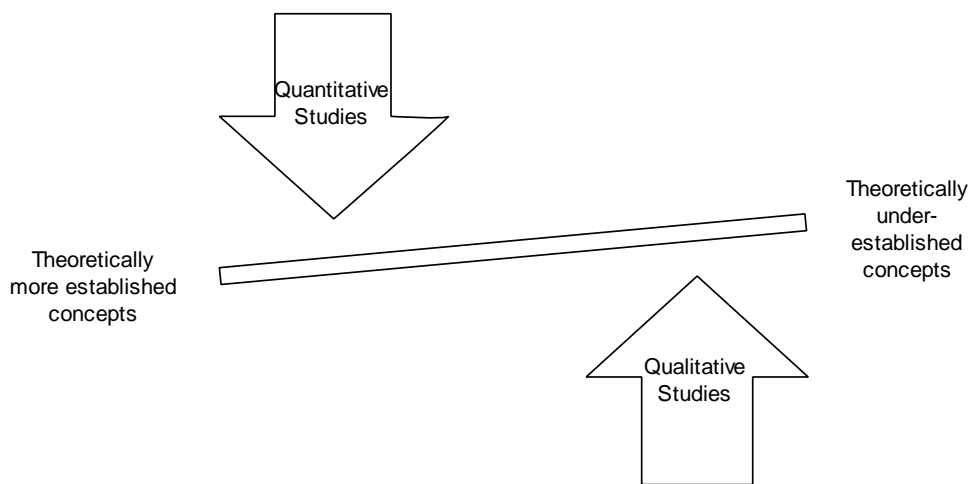 Quantitative
Studies
Theoretically
under-
established
concepts
Theoretically
more established
concepts
Qualitative
Studies